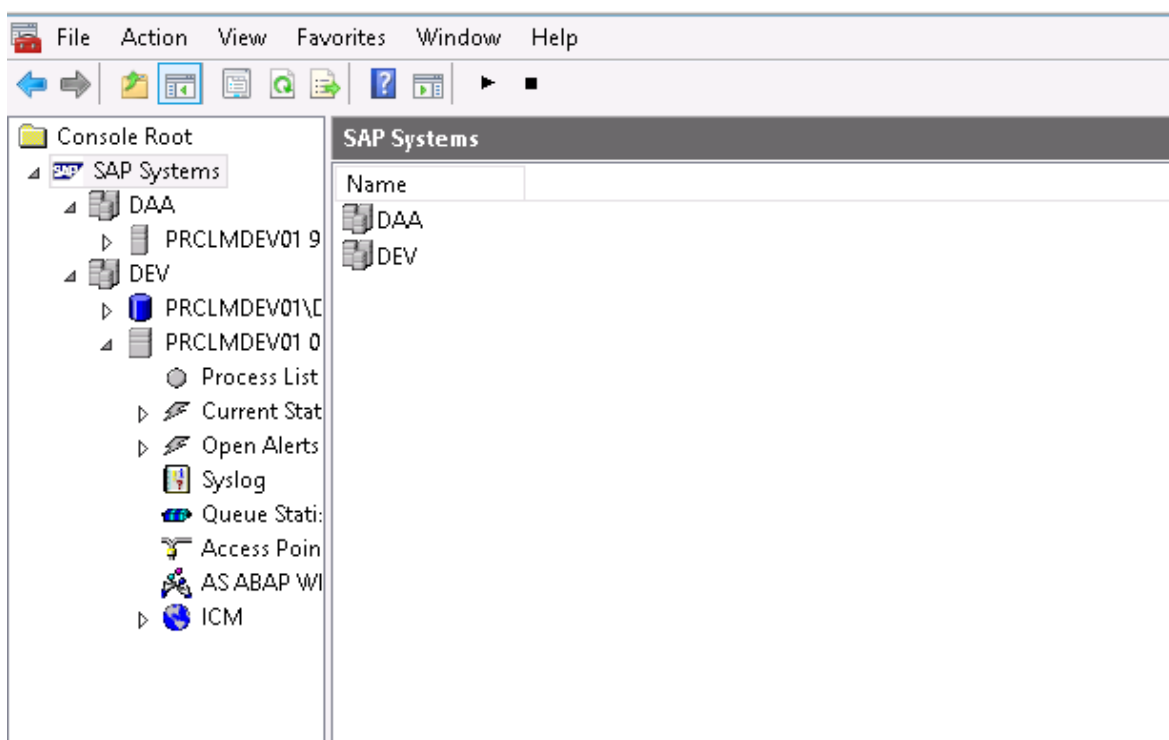 File Action View Favorites Window Help
Console Root
SAP Systems
DAA
PRCLMDEV01 9
DEV
PRCLMDEV01\D
PRCLMDEV01 0
Process List
Current Stat
Open Alerts
Syslog
Queue Stati
Access Poin
AS ABAP WI
ICM
SAP Systems
Name
DAA
DEV